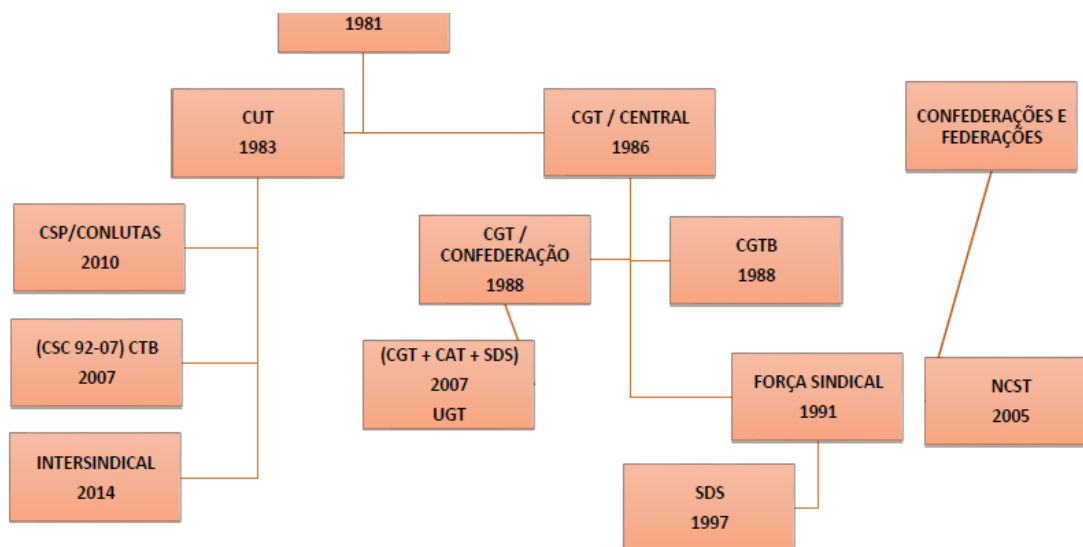 1981
CUT
1983
CGT / CENTRAL
1986
CONFEDERAÇÕES E
FEDERAÇÕES
CSP/CONLUTAS
2010
CGT /
CONFEDERAÇÃO
1988
CGTB
1988
(CSC 92-07) CTB
2007
(CGT + CAT + SDS)
2007
UGT
FORÇA SINDICAL
1991
NCST
2005
INTERSINDICAL
2014
SDS
1997